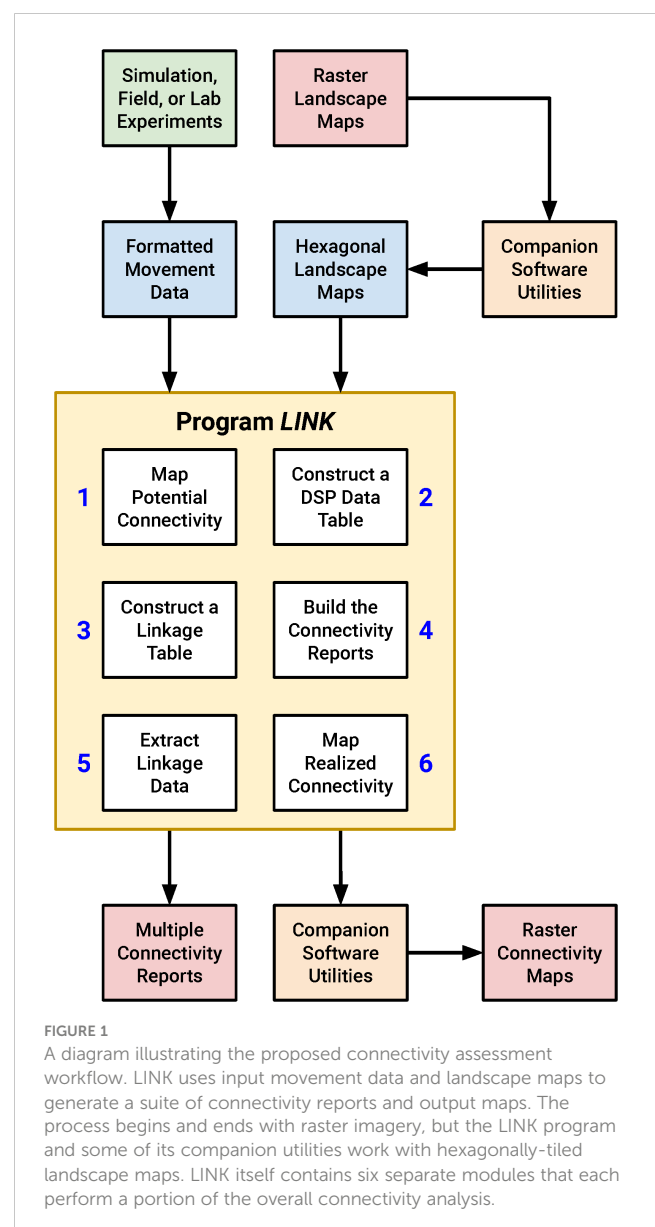 Simulation,
Field, or Lab
Experiments
Raster
Landscape
Maps
Formatted
Movement
Data
Hexagonal
Landscape
Maps
Companion
Software
Utilities
Program LINK
1
Map
Potential
Connectivity
Construct a
DSP Data
Table
2
3
Construct a
Linkage
Table
Build the
Connectivity
Reports
4
5
Extract
Linkage
Data
Map
Realized
Connectivity
6
Multiple
Connectivity
Reports
Companion
Software
Utilities
Raster
Connectivity
Maps
FIGURE 1
A diagram illustrating the proposed connectivity assessment
workflow. LINK uses input movement data and landscape maps to
generate a suite of connectivity reports and output maps. The
process begins and ends with raster imagery, but the LINK program
and some of its companion utilities work with hexagonally-tiled
landscape maps. LINK itself contains six separate modules that each
perform a portion of the overall connectivity analysis.